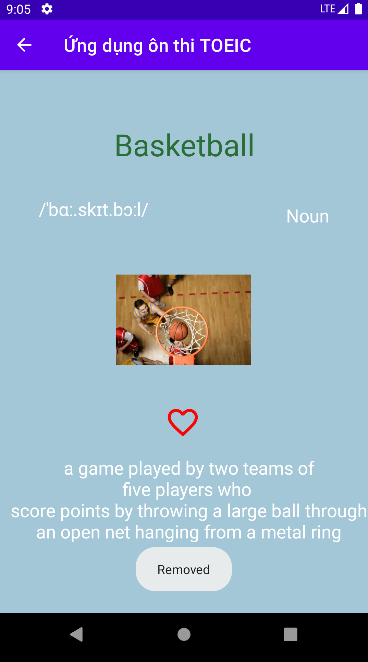 9:05
LTE
Ứng dụng ôn thi TOEIC
Basketball
/ˈbɑː.skɪt.bɔːl/
Noun
a game played by two teams of
five players who
score points by throwing a large ball through
an open net hanging from a metal ring
Removed